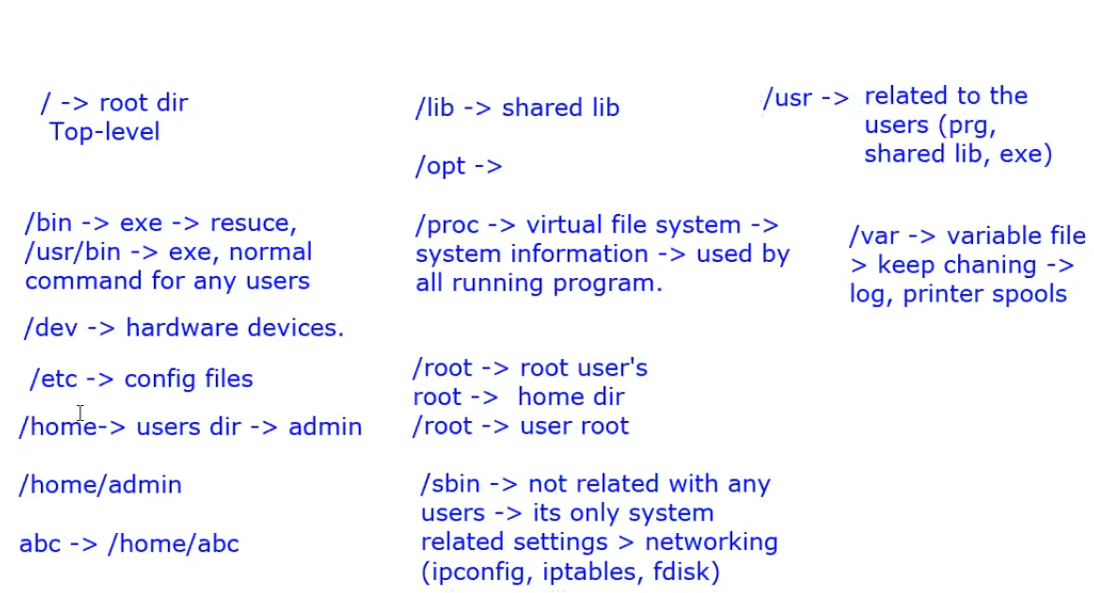 / -> root dir
Top-level
/bin -> exe -> resuce,
/usr/bin -> exe, normal
command for any users
/dev -> hardware devices.
/etc -> config files
/home-> users dir -> admin
/home/admin
abc -> /home/abc
/lib -> shared lib
/opt ->
/proc -> virtual file system ->
system information -> used by
all running program.
/root -> root user's
root -> home dir
/root -> user root
/sbin -> not related with any
users -> its only system
related settings > networking
(ipconfig, iptables, fdisk)
/usr -> related to the
users (prg,
shared lib, exe)
/var -> variable file
> keep chaning ->
log, printer spools